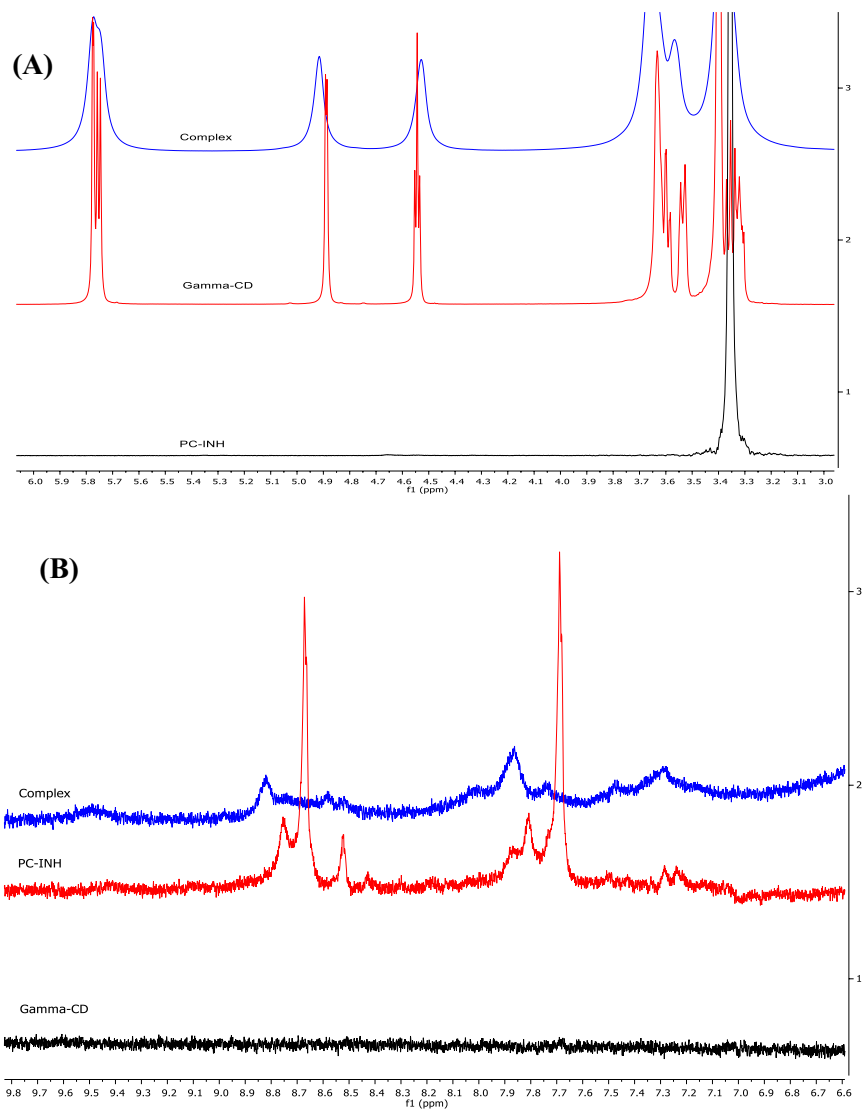 (A)
Complex
3
2
Gamma-CD
1
PC-INH
6.0 5.9 5.8 5.7 5.6 5.5 5.4 5.3 5.2 5.1 5.0 4.9 4.8 4.7 4.6 4.5 4.4 4.3 4.2 4.1 4.0 3.9 3.8 3.7 3.6 3.5 3.4 3.3 3.2 3.1 3.0
f1 (ppm)
(B)
3
Complex
2
PC-INH
1
Gamma-CD
9.8 9.7 9.6 9.5 9.4 9.3 9.2 9.1 9.0 8.9 8.8 8.7 8.6 8.5 8.4 8.3 8.2 8.1 8.0 7.9 7.8 7.7 7.6 7.5 7.4 7.3 7.2 7.1 7.0 6.9 6.8 6.7 6.6
f1 (ppm)